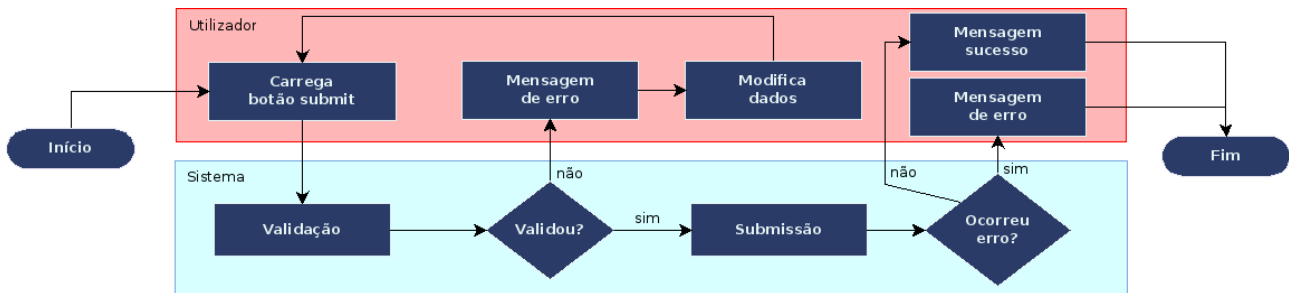 Utilizador
Carrega
botão submit
Mensagem
de erro
Modifica
dados
Mensagem
sucesso
Mensagem
de erro
Início
Fim
Sistema
não
não
sim
Validação
Validou?
sim
Submissão
Ocorreu
erro?